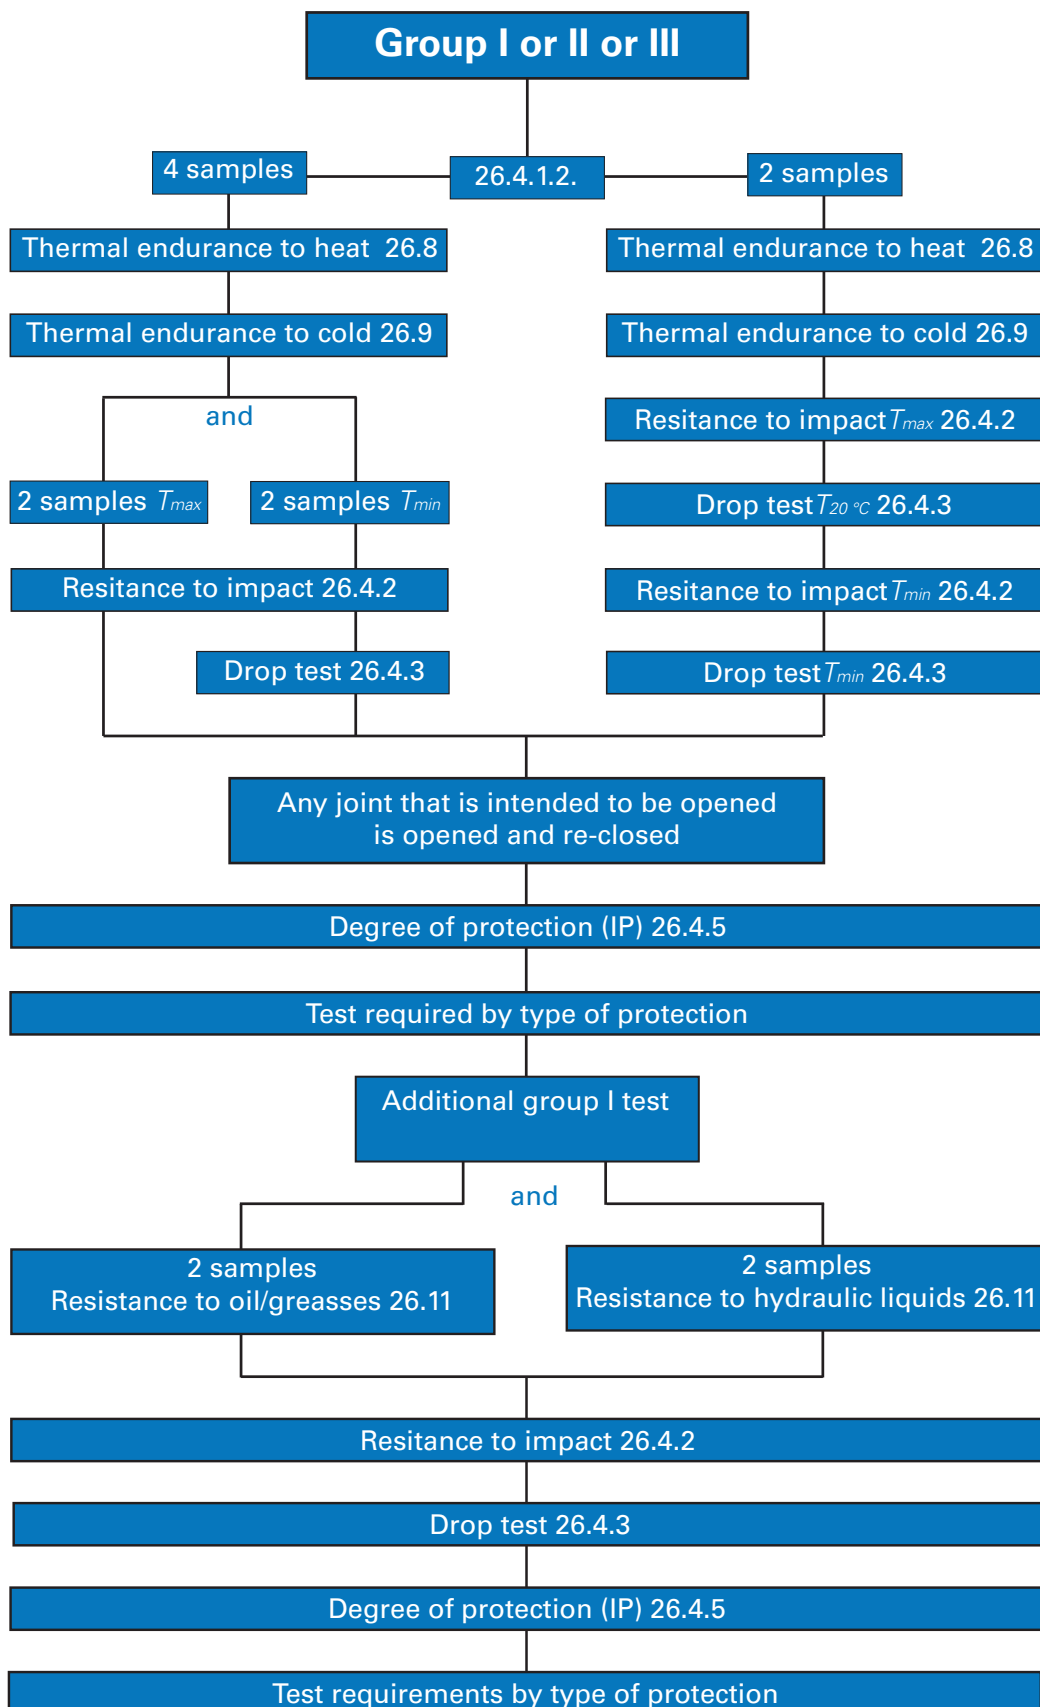 Group I or II or III
4 samples
26.4.1.2.
2 samples
Thermal endurance to heat 26.8
Thermal endurance to heat 26.8
Thermal endurance to cold 26.9
Thermal endurance to cold 26.9
and
Resitance to impact Tmax 26.4.2
2 samples Tmax
2 samples Tmin
Drop test T20 °C 26.4.3
Resitance to impact 26.4.2
Resitance to impact Tmin 26.4.2
Drop test 26.4.3
Drop test Tmin 26.4.3
Any joint that is intended to be opened
is opened and re-closed
Degree of protection (IP) 26.4.5
Test required by type of protection
Additional group I test
and
2 samples
Resistance to oil/greasses 26.11
2 samples
Resistance to hydraulic liquids 26.11
Resitance to impact 26.4.2
Drop test 26.4.3
Degree of protection (IP) 26.4.5
Test requirements by type of protection